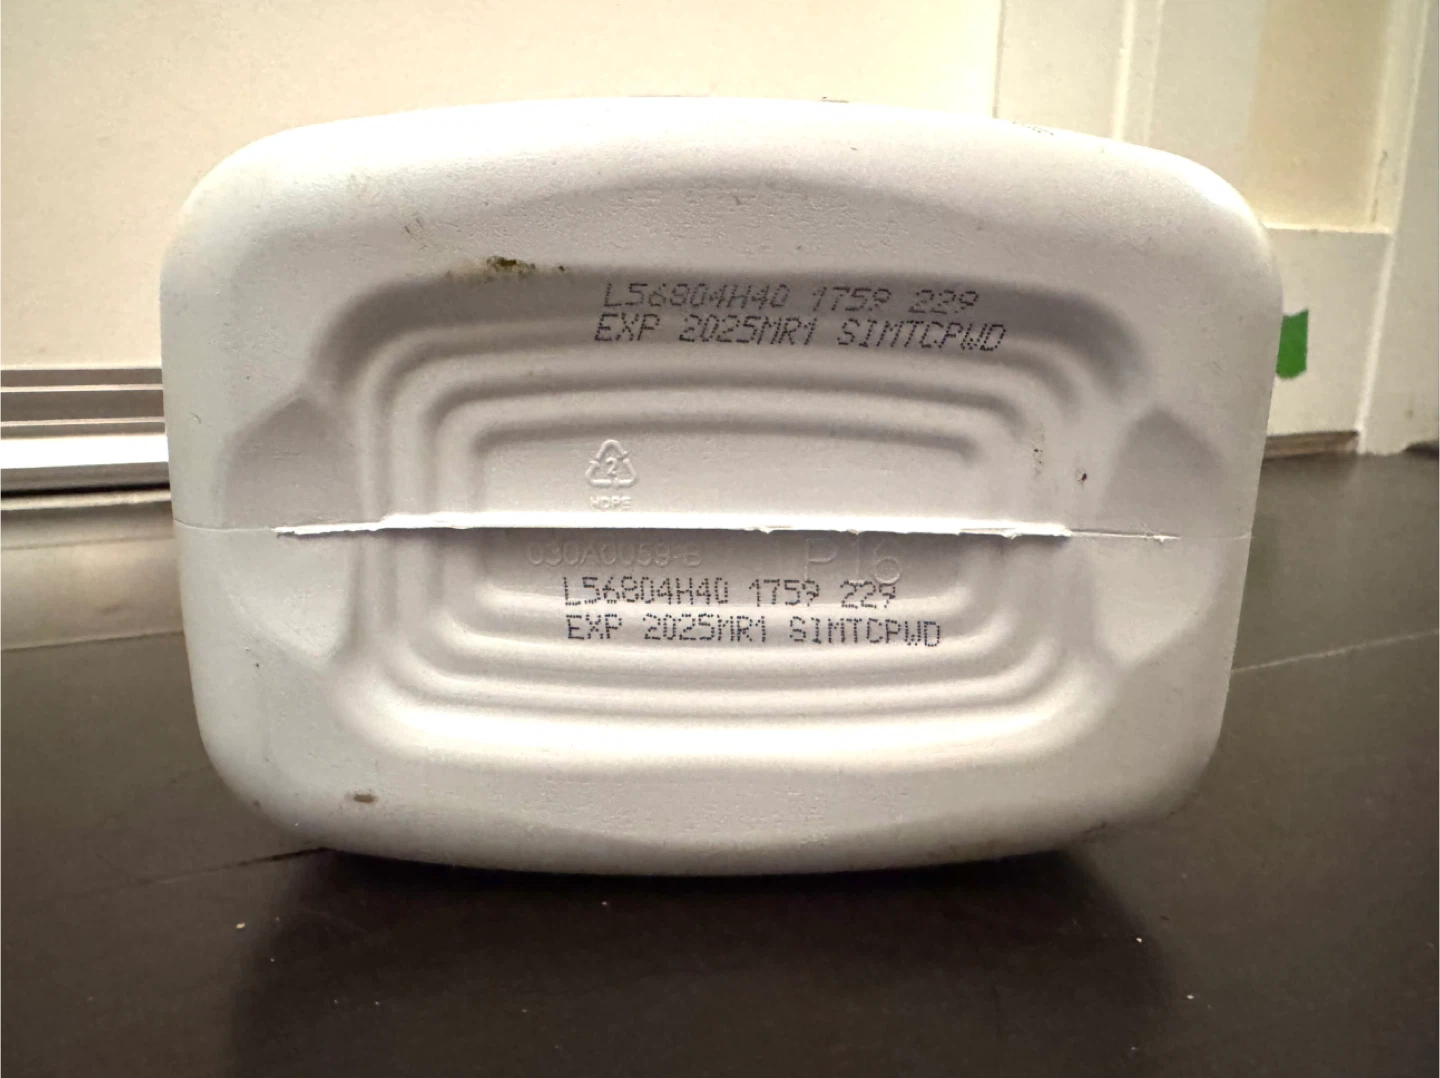 L56804H40 1759 229
EXP 2025MR1 SIMTCPWD
2
HDPE
030A0059-B P16
L56804H40 1759 229
EXP 2025MR1 SIMTCPWD